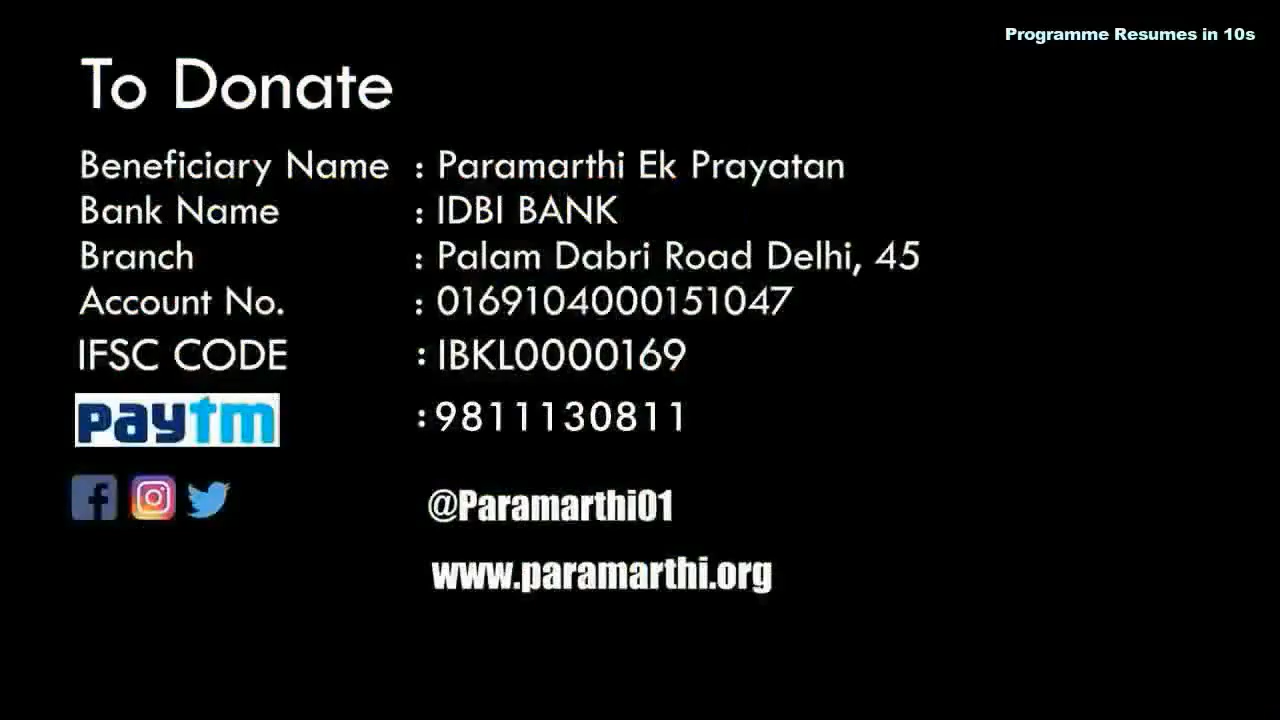 Programme Resumes in 10s
To Donate
Beneficiary Name : Paramarthi Ek Prayatan
Bank Name : IDBI BANK
Branch : Palam Dabri Road Delhi, 45
Account No. : 0169104000151047
IFSC CODE : IBKL0000169
paytm :9811130811
@Paramarthi01
www.paramarthi.org